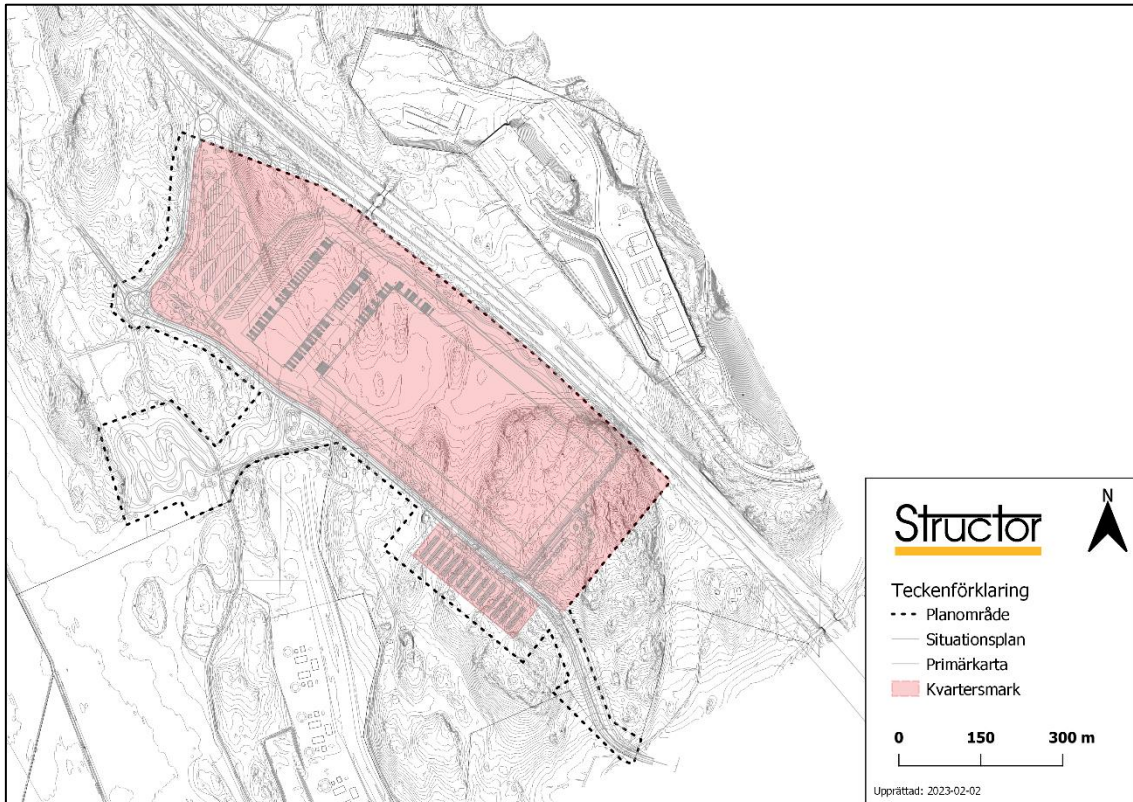 Structor
N
Teckenförklaring
Planområde
Situationsplan
Primärkarta
Kvartersmark
0 150 300 m
Upprättad: 2023-02-02